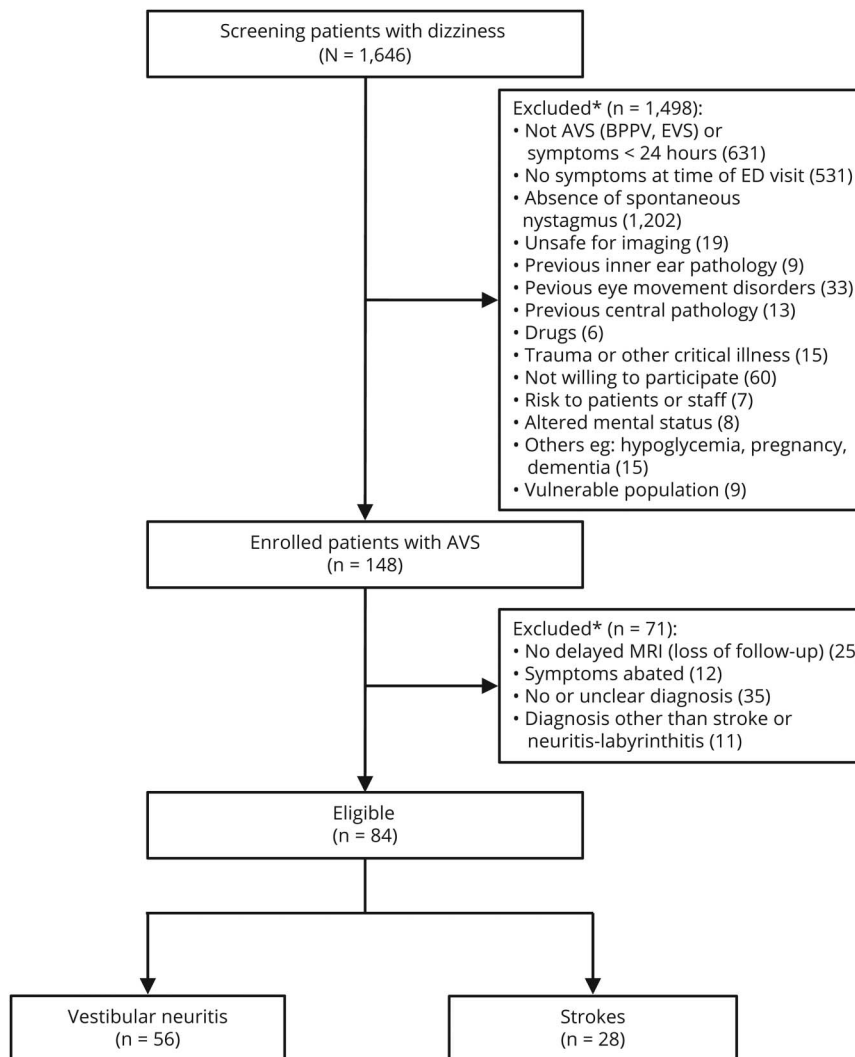 Screening patients with dizziness
(N = 1,646)
Excluded* (n = 1,498):
• Not AVS (BPPV, EVS) or
symptoms < 24 hours (631)
• No symptoms at time of ED visit (531)
• Absence of spontaneous
nystagmus (1,202)
• Unsafe for imaging (19)
• Previous inner ear pathology (9)
• Pevious eye movement disorders (33)
• Previous central pathology (13)
• Drugs (6)
• Trauma or other critical illness (15)
• Not willing to participate (60)
• Risk to patients or staff (7)
• Altered mental status (8)
• Others eg: hypoglycemia, pregnancy,
dementia (15)
• Vulnerable population (9)
Enrolled patients with AVS
(n = 148)
Excluded* (n = 71):
• No delayed MRI (loss of follow-up) (25
• Symptoms abated (12)
• No or unclear diagnosis (35)
• Diagnosis other than stroke or
neuritis-labyrinthitis (11)
Eligible
(n = 84)
Vestibular neuritis
(n = 56)
Strokes
(n = 28)